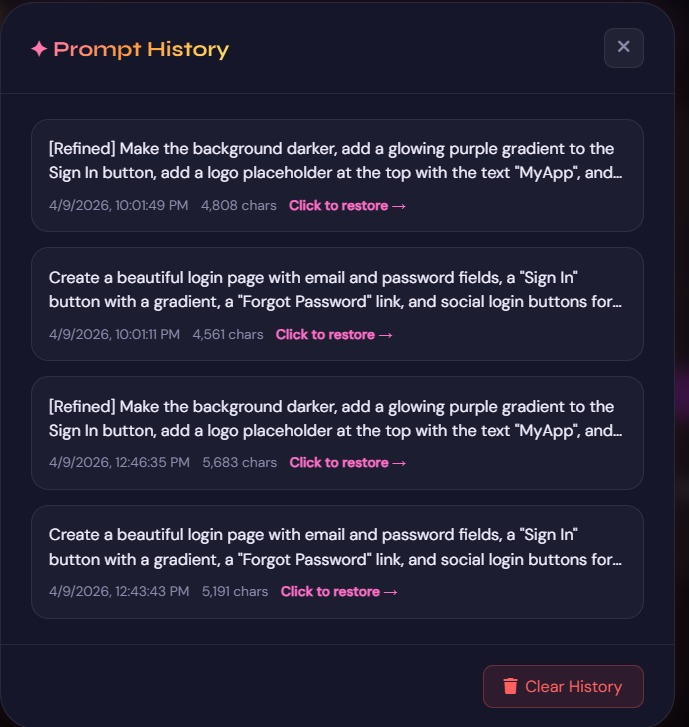 ✦ Prompt History
✕
[Refined] Make the background darker, add a glowing purple gradient to the
Sign In button, add a logo placeholder at the top with the text "MyApp", and...
4/9/2026, 10:01:49 PM 4,808 chars Click to restore →
Create a beautiful login page with email and password fields, a "Sign In"
button with a gradient, a "Forgot Password" link, and social login buttons for...
4/9/2026, 10:01:11 PM 4,561 chars Click to restore →
[Refined] Make the background darker, add a glowing purple gradient to the
Sign In button, add a logo placeholder at the top with the text "MyApp", and...
4/9/2026, 12:46:35 PM 5,683 chars Click to restore →
Create a beautiful login page with email and password fields, a "Sign In"
button with a gradient, a "Forgot Password" link, and social login buttons for...
4/9/2026, 12:43:43 PM 5,191 chars Click to restore →
Clear History